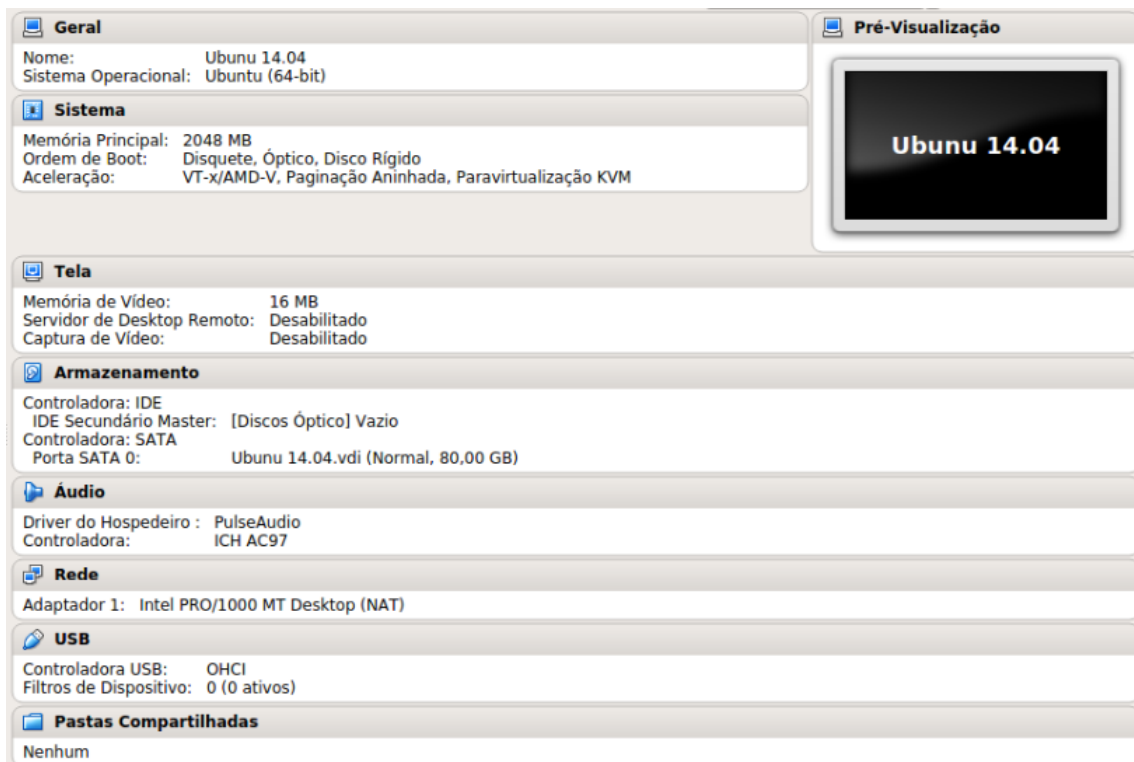 Geral
Nome: Ubunu 14.04
Sistema Operacional: Ubuntu (64-bit)
Pré-Visualização
Ubunu 14.04
Sistema
Memória Principal: 2048 MB
Ordem de Boot: Disquete, Óptico, Disco Rígido
Aceleração: VT-x/AMD-V, Paginação Aninhada, Paravirtualização KVM
Tela
Memória de Vídeo: 16 MB
Servidor de Desktop Remoto: Desabilitado
Captura de Vídeo: Desabilitado
Armazenamento
Controladora: IDE
IDE Secundário Master: [Discos Óptico] Vazio
Controladora: SATA
Porta SATA 0: Ubunu 14.04.vdi (Normal, 80,00 GB)
Áudio
Driver do Hospedeiro : PulseAudio
Controladora: ICH AC97
Rede
Adaptador 1: Intel PRO/1000 MT Desktop (NAT)
USB
Controladora USB: OHCI
Filtros de Dispositivo: 0 (0 ativos)
Pastas Compartilhadas
Nenhum